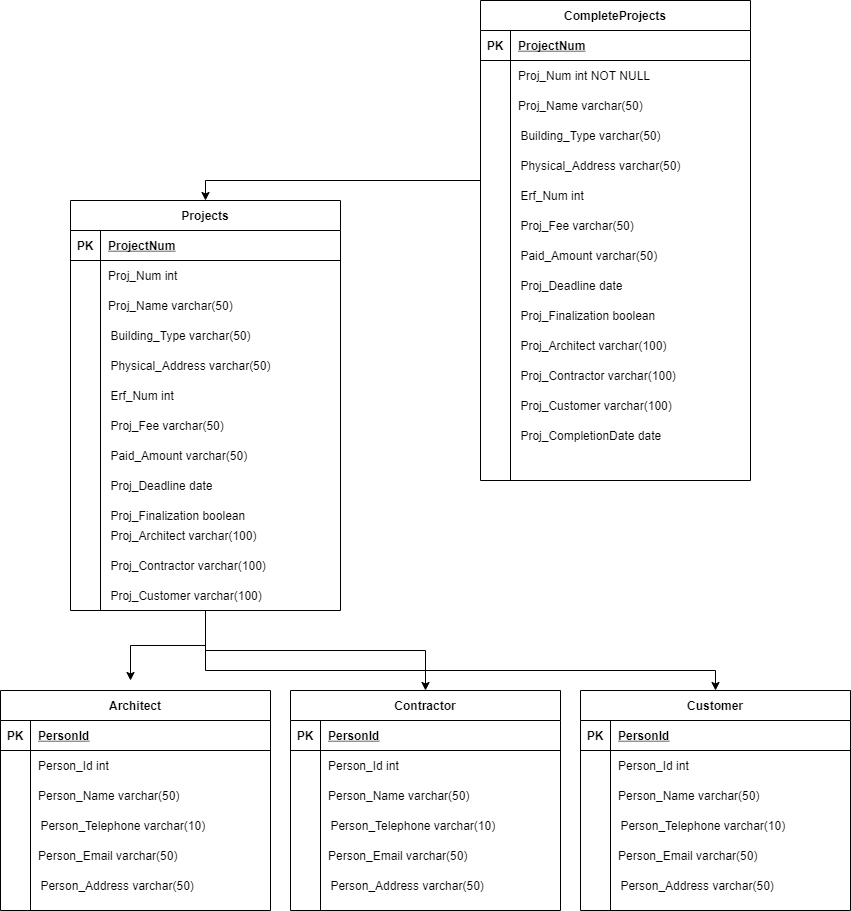 CompleteProjects
PK ProjectNum
Proj_Num int NOT NULL
Proj_Name varchar(50)
Building_Type varchar(50)
Physical_Address varchar(50)
Erf_Num int
Proj_Fee varchar(50)
Paid_Amount varchar(50)
Proj_Deadline date
Proj_Finalization boolean
Proj_Architect varchar(100)
Proj_Contractor varchar(100)
Proj_Customer varchar(100)
Proj_CompletionDate date
Projects
PK ProjectNum
Proj_Num int
Proj_Name varchar(50)
Building_Type varchar(50)
Physical_Address varchar(50)
Erf_Num int
Proj_Fee varchar(50)
Paid_Amount varchar(50)
Proj_Deadline date
Proj_Finalization boolean
Proj_Architect varchar(100)
Proj_Contractor varchar(100)
Proj_Customer varchar(100)
Architect
PK PersonId
Person_Id int
Person_Name varchar(50)
Person_Telephone varchar(10)
Person_Email varchar(50)
Person_Address varchar(50)
Contractor
PK PersonId
Person_Id int
Person_Name varchar(50)
Person_Telephone varchar(10)
Person_Email varchar(50)
Person_Address varchar(50)
Customer
PK PersonId
Person_Id int
Person_Name varchar(50)
Person_Telephone varchar(10)
Person_Email varchar(50)
Person_Address varchar(50)